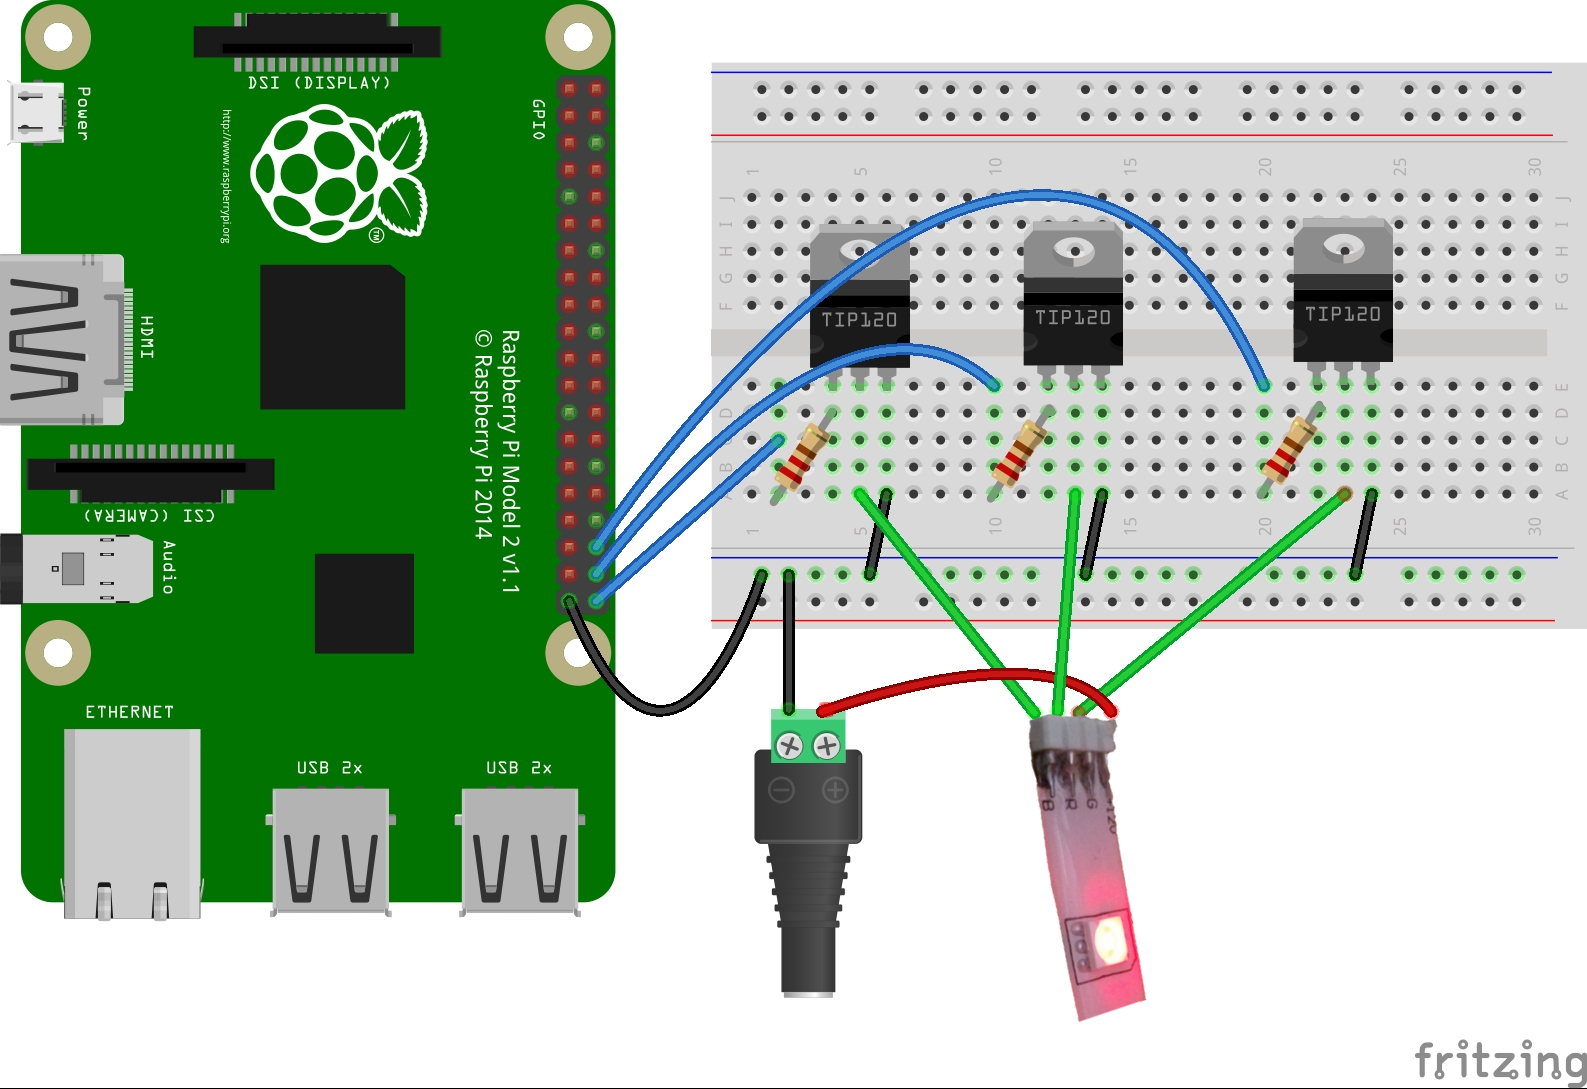 DSI (DISPLAY)
Power
http://www.raspberrypi.org
GPIO
TM
HDMI
Raspberry Pi Model 2 v1.1
© Raspberry Pi 2014
CSI (CAMERA)
Audio
ETHERNET
USB 2x
USB 2x
1 5 10 15 20 25 30
J J
I I
H H
G G
F F
TIP120
TIP120
TIP120
E E
D D
C C
B B
A A
1 5 10 15 20 25 30
B R G +12V
fritzing